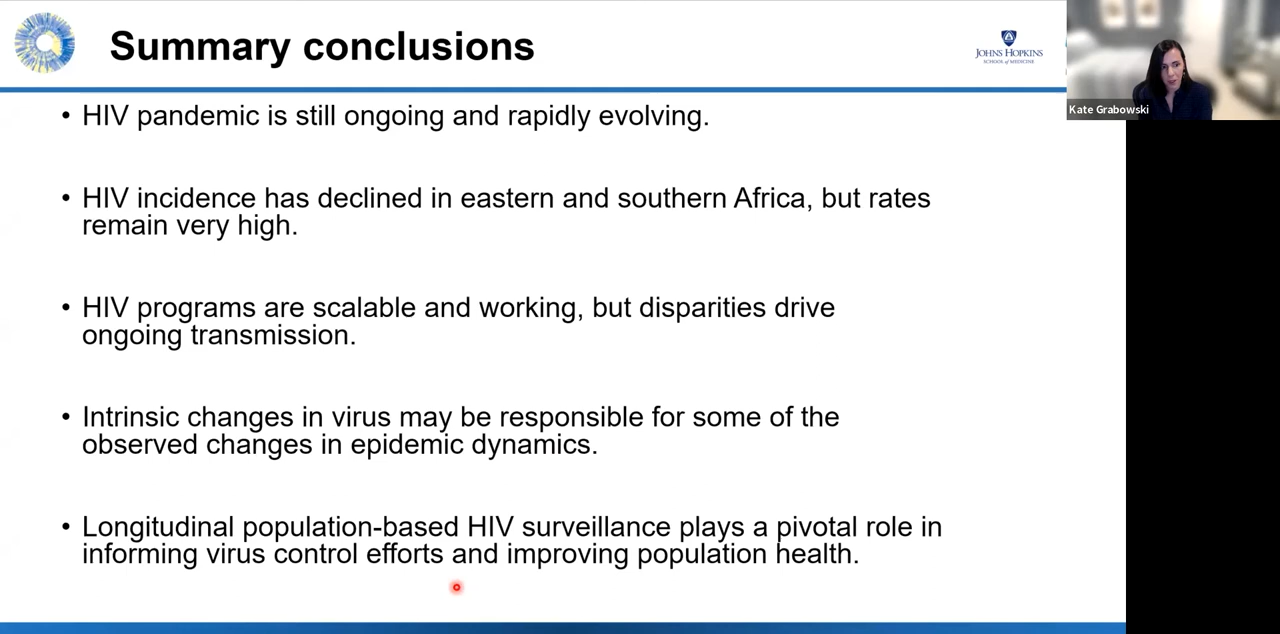 Summary conclusions
JOHNS HOPKINS
SCHOOL of MEDICINE
Kate Grabowski
• HIV pandemic is still ongoing and rapidly evolving.
• HIV incidence has declined in eastern and southern Africa, but rates
remain very high.
• HIV programs are scalable and working, but disparities drive
ongoing transmission.
• Intrinsic changes in virus may be responsible for some of the
observed changes in epidemic dynamics.
• Longitudinal population-based HIV surveillance plays a pivotal role in
informing virus control efforts and improving population health.